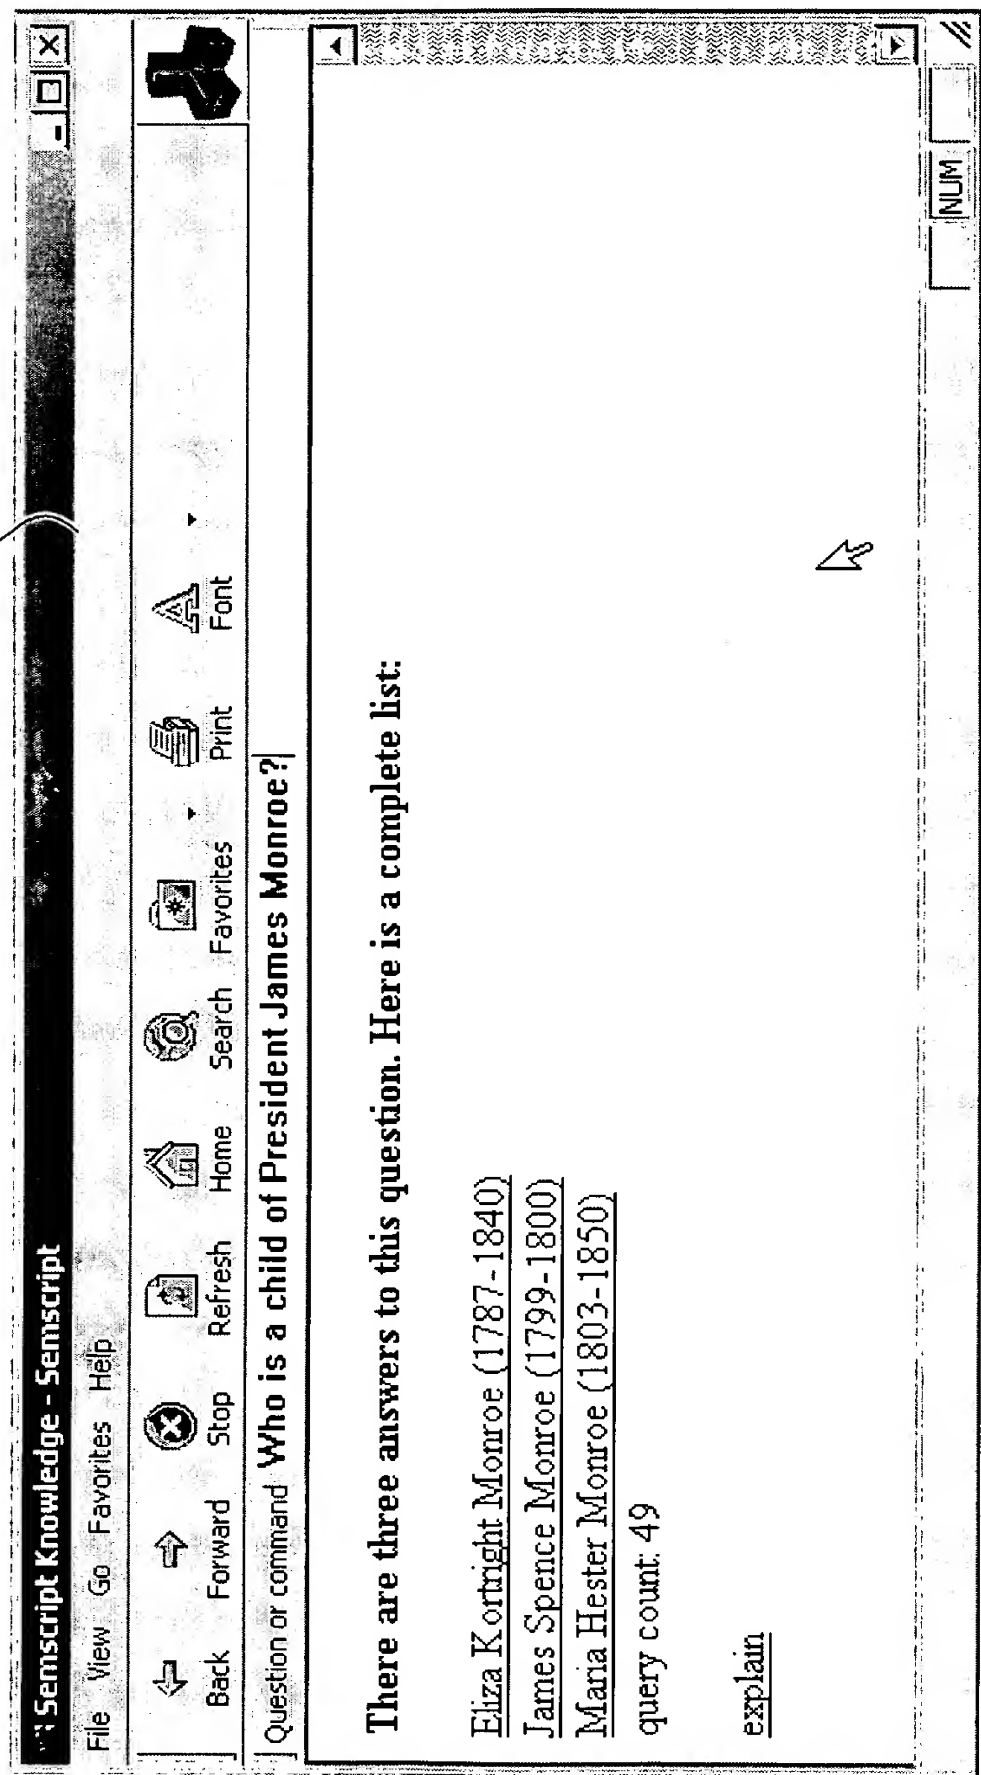 Semscript Knowledge - Semscript
File View Go Favorites Help
Back Forward Stop Refresh Home Search Favorites Print Font
Question or command Who is a child of President James Monroe?
There are three answers to this question. Here is a complete list:
Eliza Kortright Monroe (1787-1840)
James Spence Monroe (1799-1800)
Maria Hester Monroe (1803-1850)
query count: 49
explain
NUM